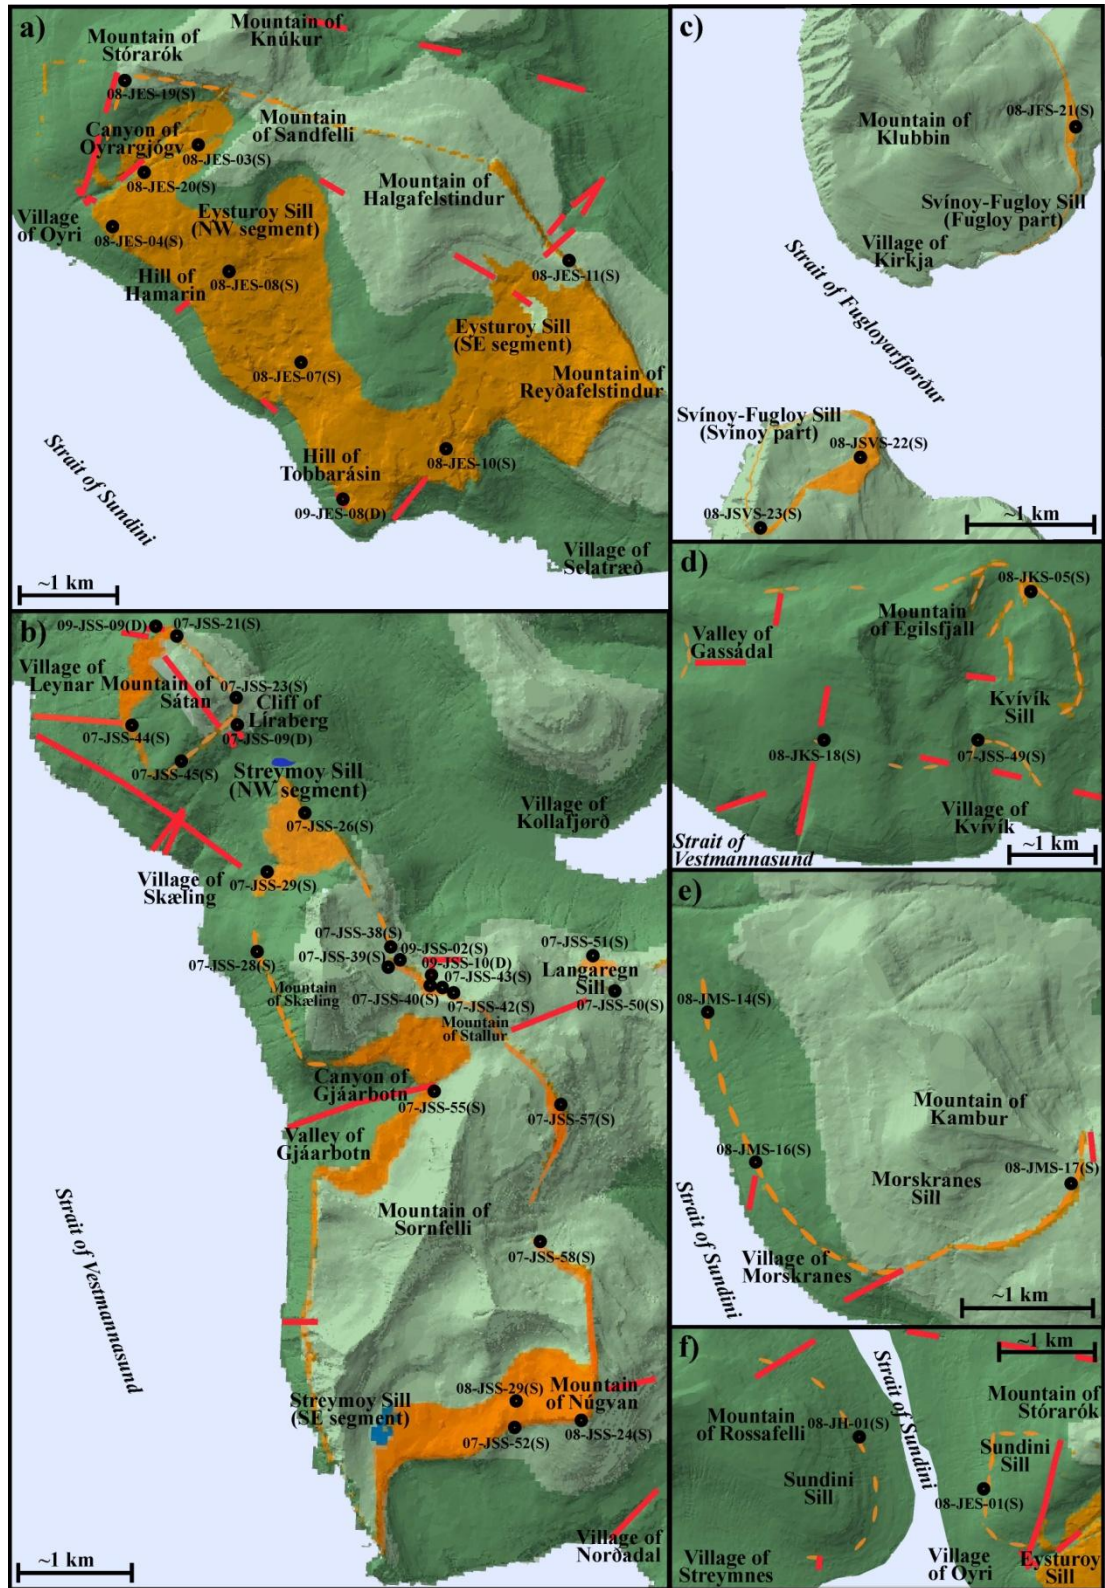 a)
Mountain of
Knúkur
Mountain of
Stórarók
08-JES-19(S)
Canyon of
Oyrargjógv
Mountain
of Sandfelli
08-JES-03(S)
08-JES-20(S)
Mountain of
Halgafelstindur
Village
of Oyri
08-JES-04(S)
Eysturoy Sill
(NW segment)
08-JES-11(S)
Hill of
Hamarin
08-JES-08(S)
Eysturoy Sill
(SE segment)
08-JES-07(S)
Mountain of
Reyðafelstindur
Strait of Sundini
Hill of
Tobbarásin
08-JES-10(S)
09-JES-08(D)
Village of
Selatræð
~1 km
b)
09-JSS-09(D)
07-JSS-21(S)
Village of
Leynar
Mountain of
Sátan
07-JSS-23(S)
Cliff of
Líraberg
07-JSS-44(S)
07-JSS-09(D)
07-JSS-45(S)
Streymoy Sill
(NW segment)
07-JSS-26(S)
Village of
Kollafjørð
Village of
Skæling
07-JSS-29(S)
07-JSS-38(S)
09-JSS-02(S)
07-JSS-51(S)
07-JSS-28(S)
07-JSS-39(S)
09-JSS-10(D)
07-JSS-43(S)
Langaregn
Sill
Mountain
of Skæling
07-JSS-40(S)
07-JSS-42(S)
07-JSS-50(S)
Mountain
of Stallur
Canyon of
Gjáarbotn
07-JSS-55(S)
07-JSS-57(S)
Valley of
Gjáarbotn
Strait of Vestmannasund
Mountain of
Sornfelli
07-JSS-58(S)
Streymoy Sill
(SE segment)
08-JSS-29(S)
Mountain
of Núgvan
07-JSS-52(S)
08-JSS-24(S)
Village of
Norðadal
~1 km
c)
08-JFS-21(S)
Mountain of
Klubbin
Svínoy-Fugloy Sill
(Fugloy part)
Village of
Kirkja
Strait of Fugloyarfjørður
Svínoy-Fugloy Sill
(Svínoy part)
08-JSVS-22(S)
08-JSVS-23(S)
~1 km
d)
08-JKS-05(S)
Valley of
Gassádal
Mountain
of Egilsfjall
Kvívík
Sill
08-JKS-18(S)
07-JSS-49(S)
Strait of
Vestmannasund
Village of
Kvívík
~1 km
e)
08-JMS-14(S)
Mountain of
Kambur
08-JMS-16(S)
08-JMS-17(S)
Morskranes
Sill
Strait of Sundini
Village of
Morskranes
~1 km
f)
~1 km
Strait of Sundini
Mountain
of Rossafelli
08-JH-01(S)
Mountain of
Stórarók
Sundini
Sill
Sundini
Sill
08-JES-01(S)
Village of
Streymnes
Village
of Oyri
Eysturoy
Sill